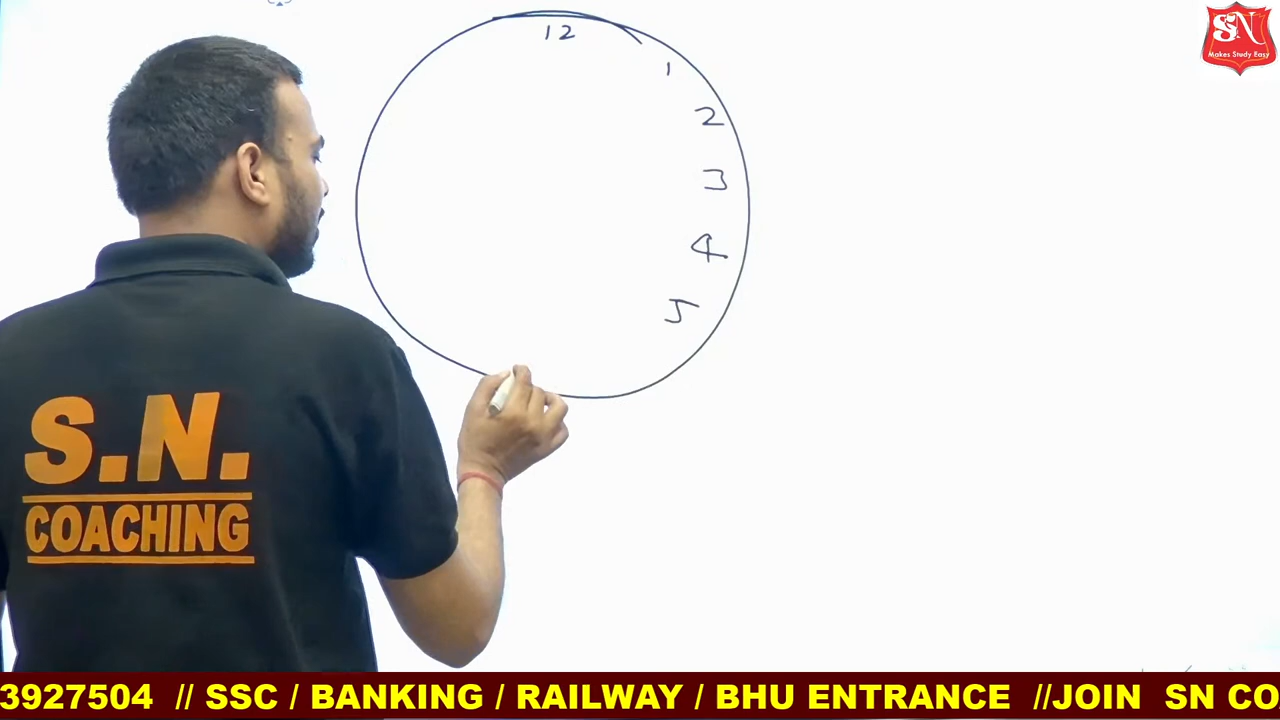 12
1
2
3
4
5
SN
Makes Study Easy
S.N.
COACHING
3927504 // SSC / BANKING / RAILWAY / BHU ENTRANCE //JOIN SN CO